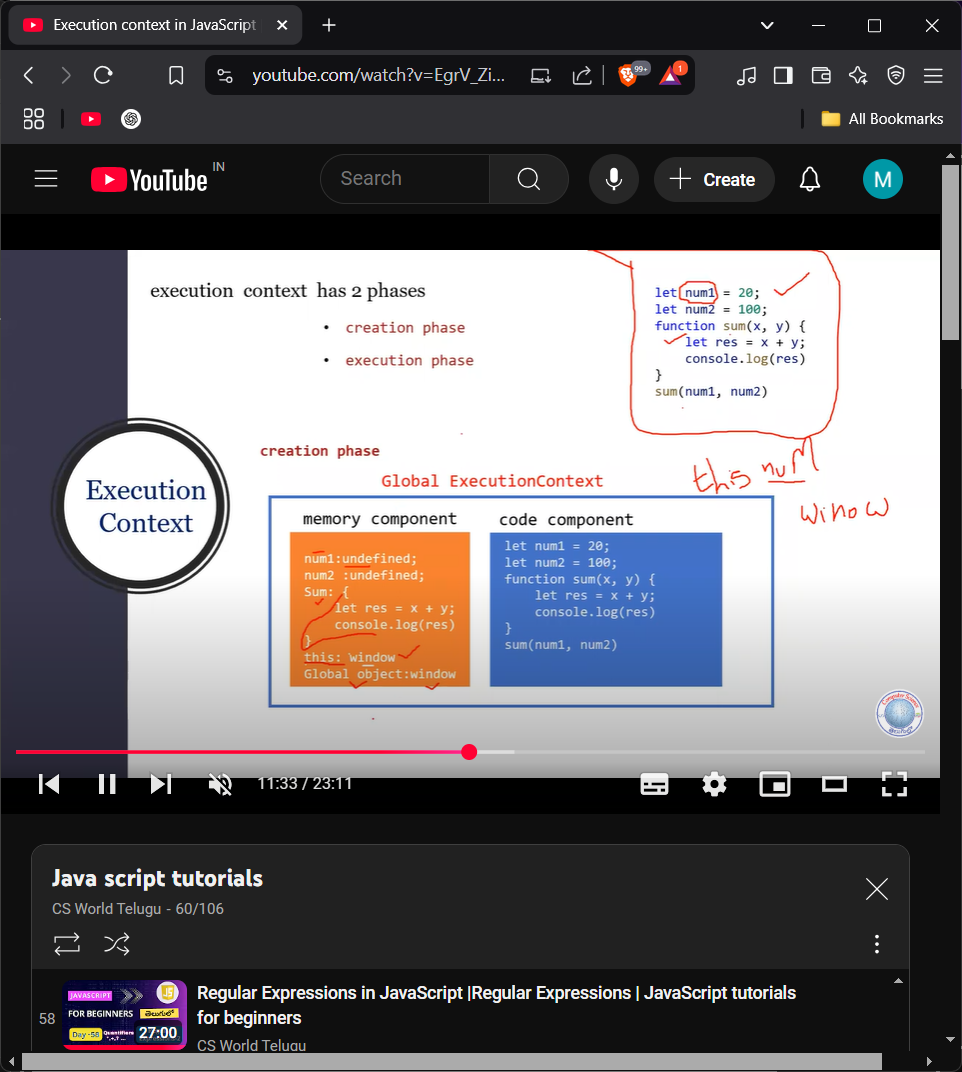 Execution context in JavaScript
youtube.com/watch?v=EgrV_Zi...
99+
1
All Bookmarks
YouTube
IN
Search
Create
M
execution context has 2 phases
• creation phase
• execution phase
let num1 = 20;
let num2 = 100;
function sum(x, y) {
let res = x + y;
console.log(res)
}
sum(num1, num2)
this num
winow
Execution
Context
creation phase
Global ExecutionContext
memory component
num1:undefined;
num2 :undefined;
Sum: {
let res = x + y;
console.log(res)
}
this: window
Global object:window
code component
let num1 = 20;
let num2 = 100;
function sum(x, y) {
let res = x + y;
console.log(res)
}
sum(num1, num2)
Computer Science
తెలుగులో
11:33 / 23:11
Java script tutorials
CS World Telugu - 60/106
58
JAVASCRIPT
JS
FOR BEGINNERS
తెలుగులో
Day -58
Quantifiers
27:00
Regular Expressions in JavaScript |Regular Expressions | JavaScript tutorials
for beginners
CS World Telugu